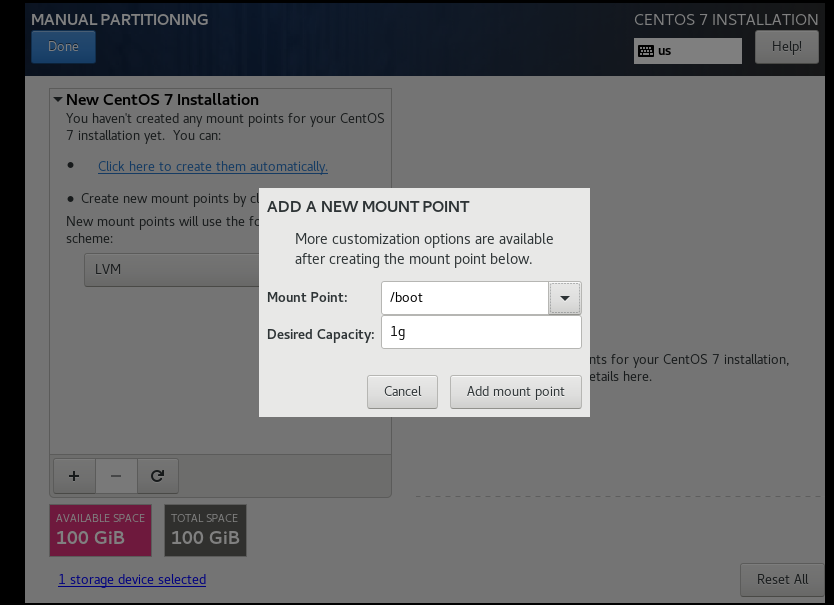 MANUAL PARTITIONING
CENTOS 7 INSTALLATION
Done
us
Help!
New CentOS 7 Installation
You haven't created any mount points for your CentOS
7 installation yet. You can:
Click here to create them automatically.
Create new mount points by
New mount points will use the
scheme:
LVM
ADD A NEW MOUNT POINT
More customization options are available
after creating the mount point below.
Mount Point: /boot
Desired Capacity: 1g
Cancel Add mount point
for your CentOS 7 installation,
here.
+ −
AVAILABLE SPACE
100 GiB
TOTAL SPACE
100 GiB
1 storage device selected
Reset All